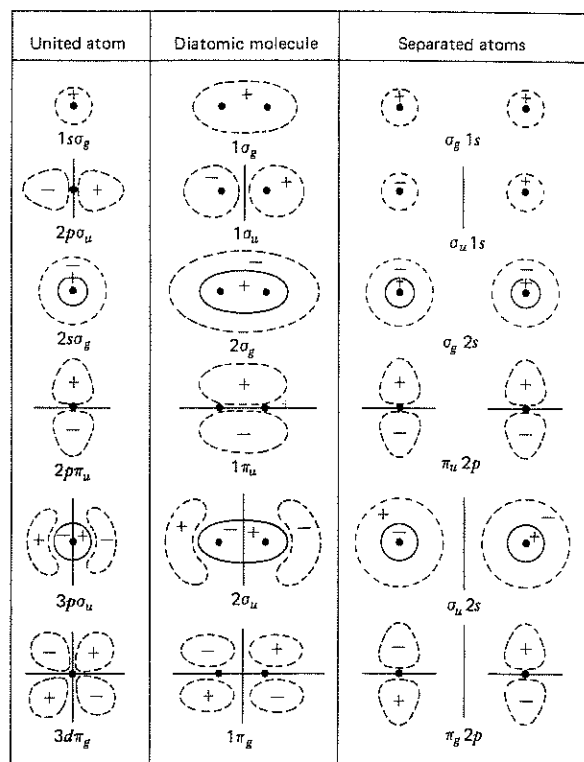 United atom Diatomic molecule Separated atoms
+ + + +
1sσg 1σg σg 1s
− + − + − +
2pσu 1σu σu 1s
− − − −
+ + + +
2sσg 2σg σg 2s
+ + + +
− − − −
2pπu 1πu πu 2p
+ − + − + − + − + −
− +
3pσu 2σu σu 2s
− + − + − +
+ − + − + −
3dπg 1πg πg 2p